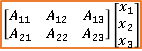 [A₁₁ A₁₂ A₁₃] [x₁]
[A₂₁ A₂₂ A₂₃] [x₂]
[x₃]